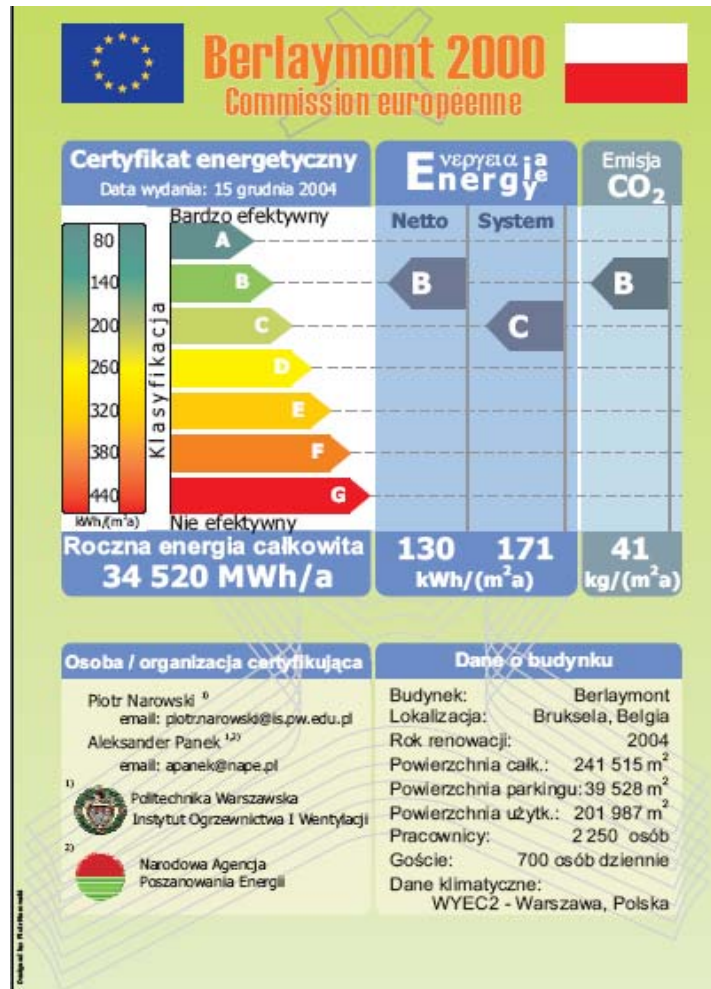 Berlaymont 2000
Commission européenne
Certyfikat energetyczny
Data wydania: 15 grudnia 2004
Eνεργεια
Energ ia ie y
Emisja
CO2
Bardzo efektywny
Netto System
80
140
200
260
320
380
440
kWh/(m²a)
Klasyfikacja
A
B
C
D
E
F
G
B
C
B
Nie efektywny
Roczna energia całkowita
34 520 MWh/a
130 171
kWh/(m²a)
41
kg/(m²a)
Osoba / organizacja certyfikująca
Piotr Narowski 1)
email: piotr.narowski@is.pw.edu.pl
Aleksander Panek 1,2)
email: apanek@nape.pl
1)
Politechnika Warszawska
Instytut Ogrzewnictwa I Wentylacji
2)
Narodowa Agencja
Poszanowania Energii
Dane o budynku
Budynek: Berlaymont
Lokalizacja: Bruksela, Belgia
Rok renowacji: 2004
Powierzchnia całk.: 241 515 m²
Powierzchnia parkingu: 39 528 m²
Powierzchnia użytk.: 201 987 m²
Pracownicy: 2 250 osób
Goście: 700 osób dziennie
Dane klimatyczne:
WYEC2 - Warszawa, Polska